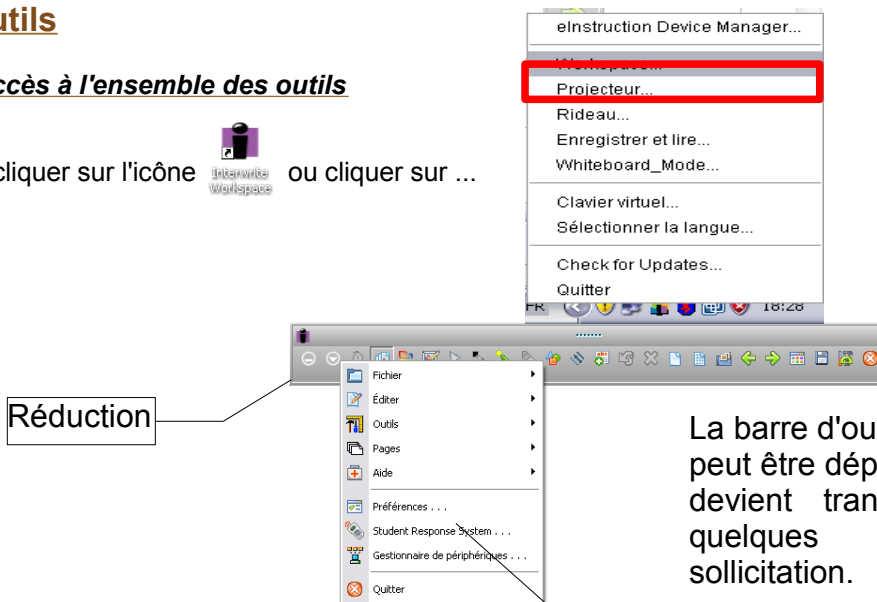 utils
ccès à l'ensemble des outils
cliquer sur l'icône Interwrite Workspace ou cliquer sur ...
eInstruction Device Manager...
Workspace...
Projecteur...
Rideau...
Enregistrer et lire...
Whiteboard_Mode...
Clavier virtuel...
Sélectionner la langue...
Check for Updates...
Quitter
FR 18:28
Fichier
Éditer
Outils
Pages
Aide
Préférences . . .
Student Response System . . .
Gestionnaire de périphériques . . .
Quitter
Réduction
La barre d'ou
peut être dép
devient tran
quelques
sollicitation.